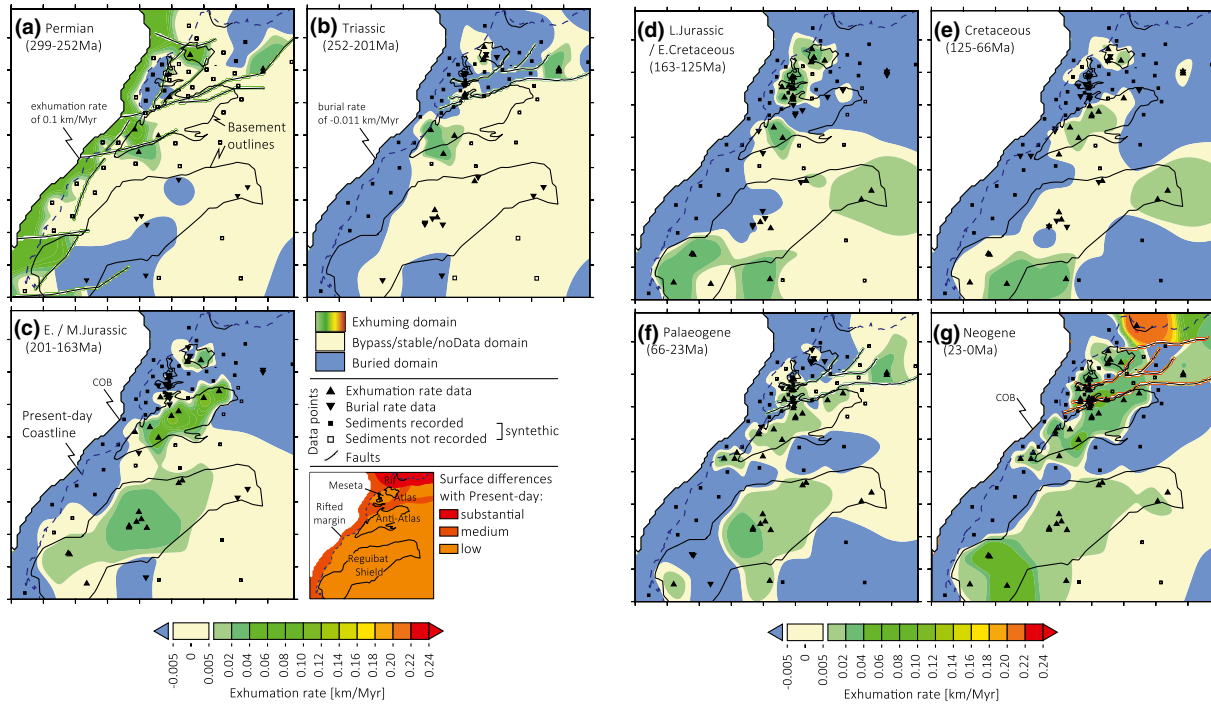 (a) Permian
(299-252Ma)
exhumation rate
of 0.1 km/Myr
Basement
outlines
(b) Triassic
(252-201Ma)
burial rate
of -0.011 km/Myr
(c) E. / M.Jurassic
(201-163Ma)
COB
Present-day
Coastline
Exhuming domain
Bypass/stable/noData domain
Buried domain
Data points
Exhumation rate data
Burial rate data
Sediments recorded
Sediments not recorded
syntethic
Faults
Meseta
Rif
Atlas
Rifted
margin
Anti-Atlas
Reguibat
Shield
Surface differences
with Present-day:
substantial
medium
low
-0.005
0
0.005
0.02
0.04
0.06
0.08
0.10
0.12
0.14
0.16
0.18
0.20
0.22
0.24
Exhumation rate [km/Myr]
(d) L.Jurassic
/ E.Cretaceous
(163-125Ma)
(e) Cretaceous
(125-66Ma)
(f) Palaeogene
(66-23Ma)
(g) Neogene
(23-0Ma)
COB
-0.005
0
0.005
0.02
0.04
0.06
0.08
0.10
0.12
0.14
0.16
0.18
0.20
0.22
0.24
Exhumation rate [km/Myr]